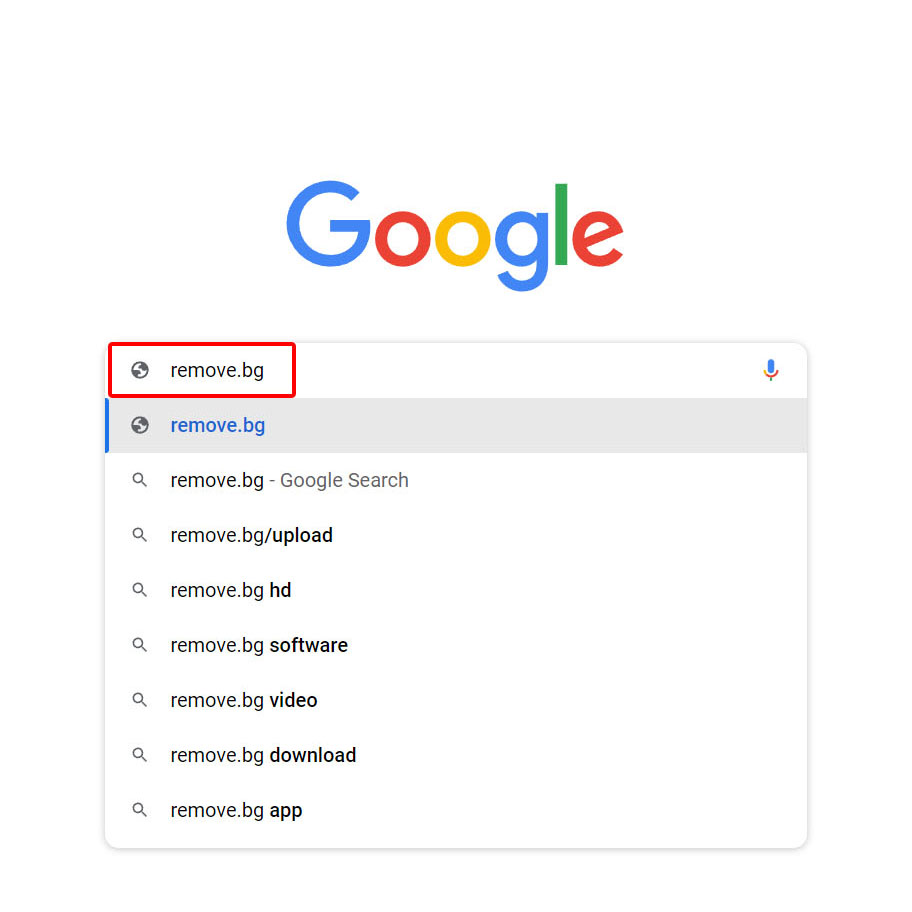 Google
remove.bg
remove.bg
remove.bg - Google Search
remove.bg/upload
remove.bg hd
remove.bg software
remove.bg video
remove.bg download
remove.bg app